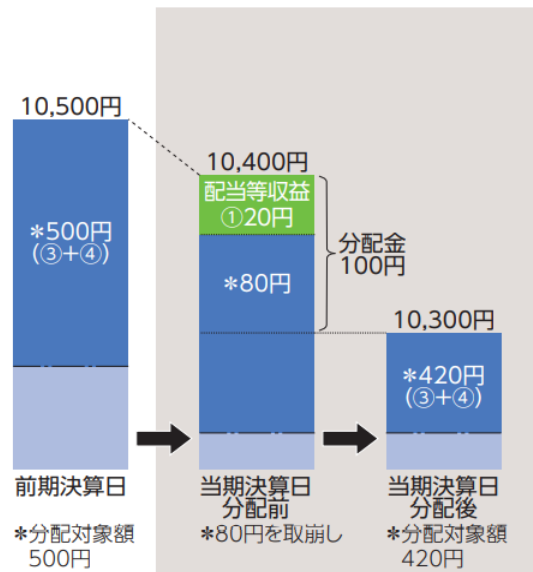 10,500円
*500円
(③+④)
前期決算日
*分配対象額
500円
10,400円
配当等収益
①20円
*80円
分配金
100円
当期決算日
分配前
*80円を取崩し
10,300円
*420円
(③+④)
当期決算日
分配後
*分配対象額
420円